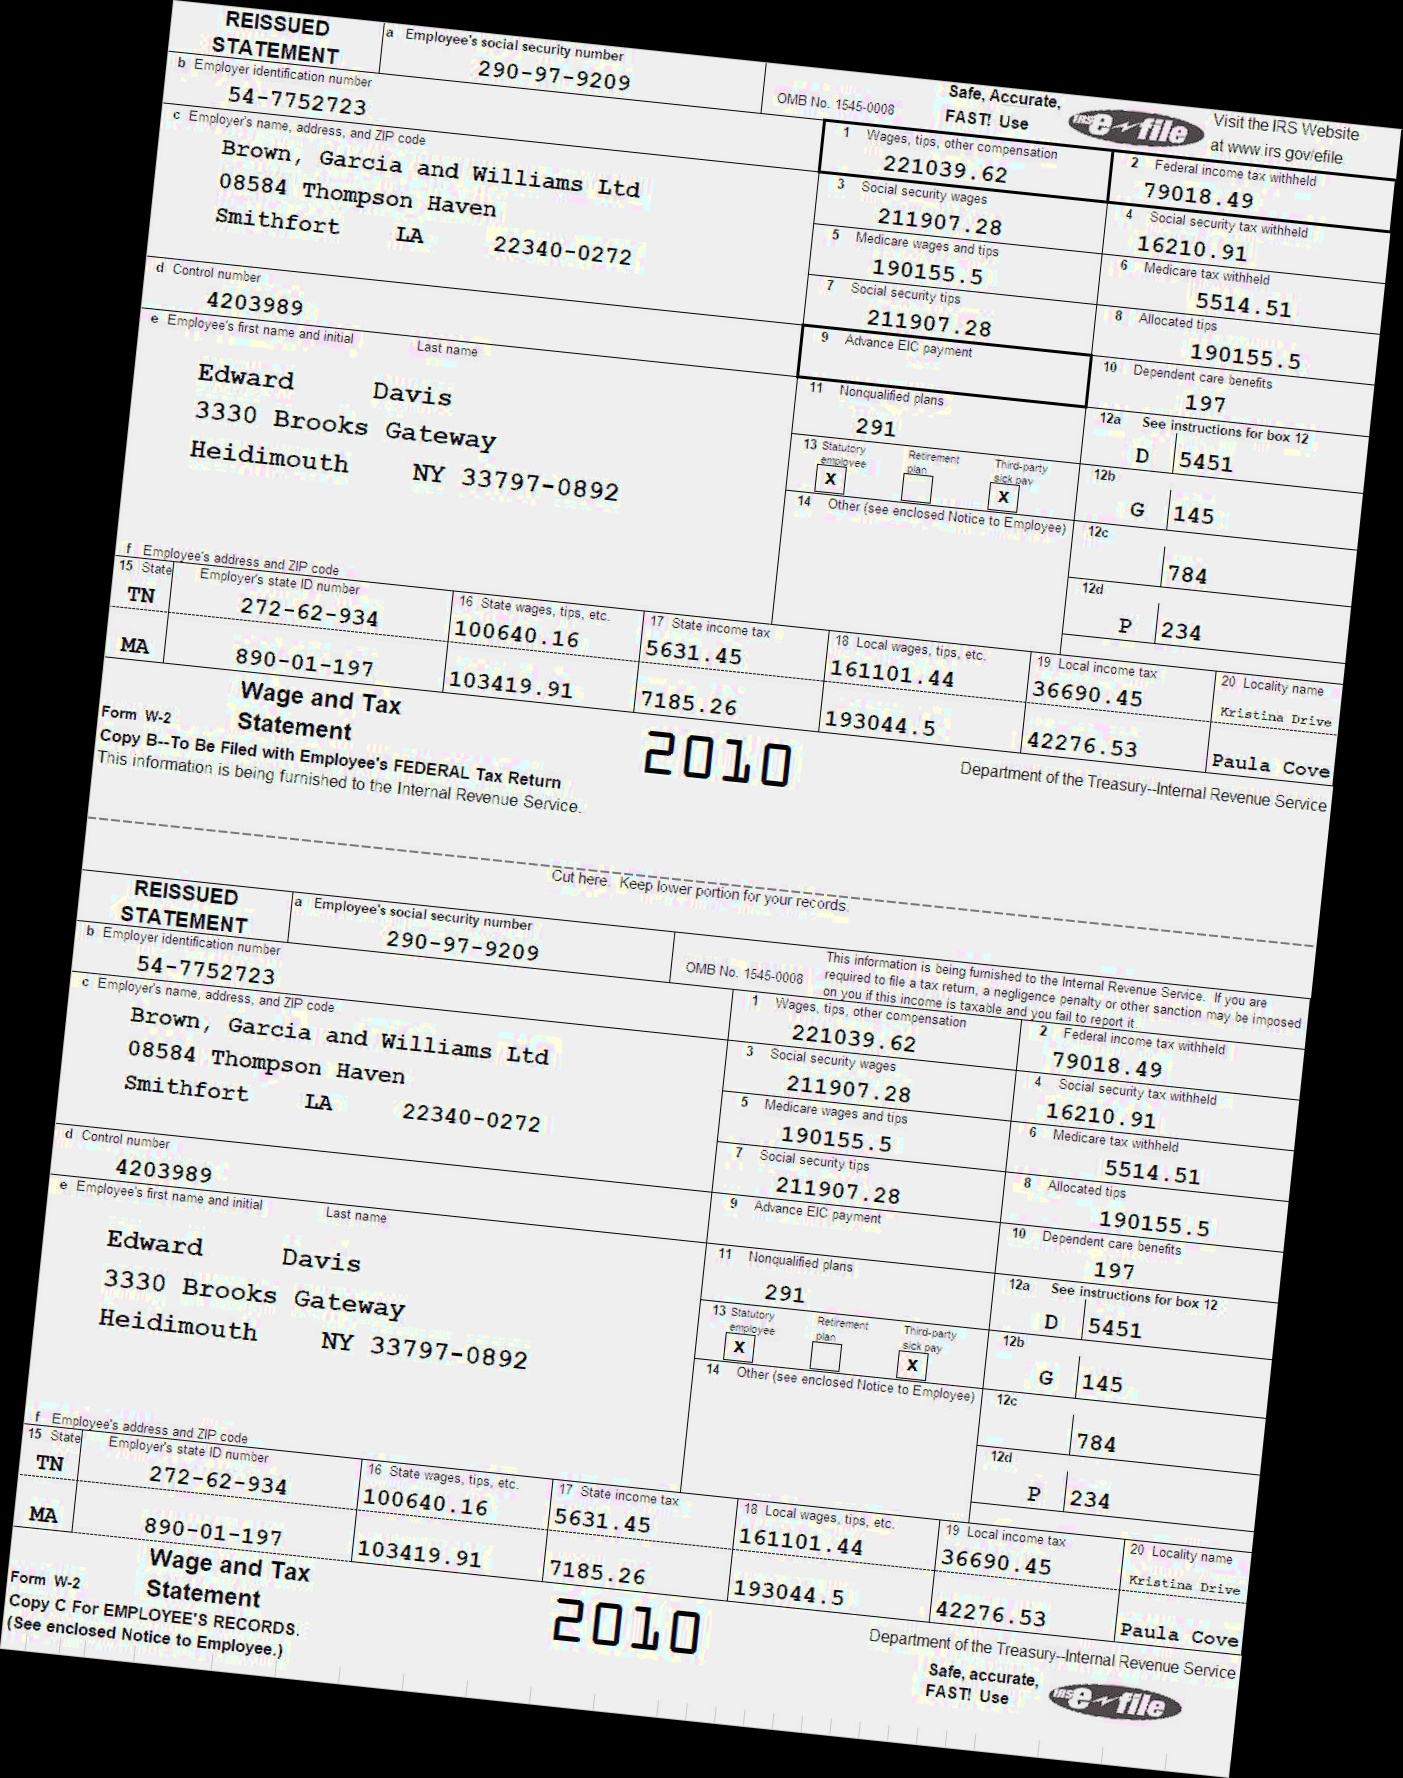 REISSUED
STATEMENT
a Employee's social security number
290-97-9209
OMB No. 1545-0008
Safe, Accurate,
FAST! Use
IRS e-file
Visit the IRS Website
at www.irs.gov/efile
b Employer identification number
54-7752723
1 Wages, tips, other compensation
221039.62
2 Federal income tax withheld
79018.49
c Employer's name, address, and ZIP code
Brown, Garcia and Williams Ltd
08584 Thompson Haven
Smithfort LA 22340-0272
3 Social security wages
211907.28
4 Social security tax withheld
16210.91
5 Medicare wages and tips
190155.5
6 Medicare tax withheld
5514.51
7 Social security tips
211907.28
8 Allocated tips
190155.5
d Control number
4203989
9 Advance EIC payment
10 Dependent care benefits
197
e Employee's first name and initial Last name
Edward Davis
3330 Brooks Gateway
Heidimouth NY 33797-0892
11 Nonqualified plans
291
12a See instructions for box 12
D 5451
13 Statutory employee
X
Retirement plan
Third-party sick pay
X
12b
G 145
14 Other (see enclosed Notice to Employee)
12c
784
12d
P 234
f Employee's address and ZIP code
15 State Employer's state ID number
TN 272-62-934
16 State wages, tips, etc.
100640.16
17 State income tax
5631.45
18 Local wages, tips, etc.
161101.44
19 Local income tax
36690.45
20 Locality name
Kristina Drive
MA 890-01-197 103419.91 7185.26 193044.5 42276.53 Paula Cove
Form W-2 Wage and Tax
Statement
2010
Department of the Treasury--Internal Revenue Service
Copy B--To Be Filed with Employee's FEDERAL Tax Return
This information is being furnished to the Internal Revenue Service.
Cut here. Keep lower portion for your records.
REISSUED
STATEMENT
a Employee's social security number
290-97-9209
OMB No. 1545-0008
This information is being furnished to the Internal Revenue Service. If you are
required to file a tax return, a negligence penalty or other sanction may be imposed
on you if this income is taxable and you fail to report it.
b Employer identification number
54-7752723
1 Wages, tips, other compensation
221039.62
2 Federal income tax withheld
79018.49
c Employer's name, address, and ZIP code
Brown, Garcia and Williams Ltd
08584 Thompson Haven
Smithfort LA 22340-0272
3 Social security wages
211907.28
4 Social security tax withheld
16210.91
5 Medicare wages and tips
190155.5
6 Medicare tax withheld
5514.51
7 Social security tips
211907.28
8 Allocated tips
190155.5
d Control number
4203989
9 Advance EIC payment
10 Dependent care benefits
197
e Employee's first name and initial Last name
Edward Davis
3330 Brooks Gateway
Heidimouth NY 33797-0892
11 Nonqualified plans
291
12a See instructions for box 12
D 5451
13 Statutory employee
X
Retirement plan
Third-party sick pay
X
12b
G 145
14 Other (see enclosed Notice to Employee)
12c
784
12d
P 234
f Employee's address and ZIP code
15 State Employer's state ID number
TN 272-62-934
16 State wages, tips, etc.
100640.16
17 State income tax
5631.45
18 Local wages, tips, etc.
161101.44
19 Local income tax
36690.45
20 Locality name
Kristina Drive
MA 890-01-197 103419.91 7185.26 193044.5 42276.53 Paula Cove
Form W-2 Wage and Tax
Statement
2010
Department of the Treasury--Internal Revenue Service
Copy C For EMPLOYEE'S RECORDS.
(See enclosed Notice to Employee.)
Safe, accurate,
FAST! Use
IRS e-file